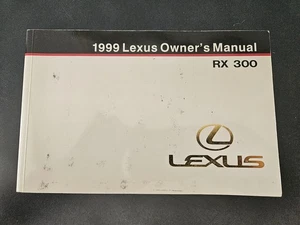 1999 Lexus Owner's Manual
RX 300
LEXUS